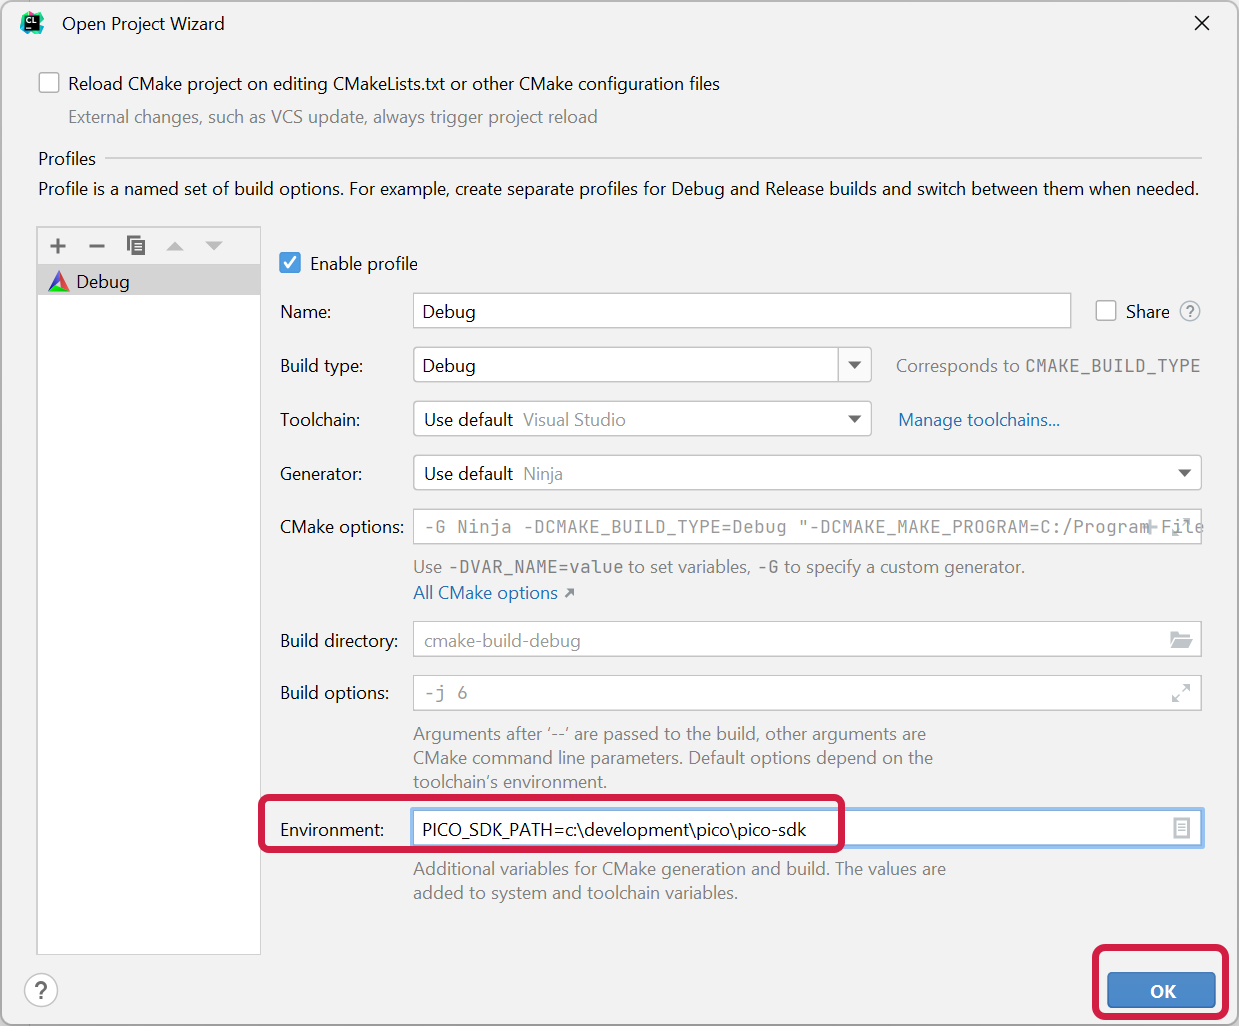 CL
Open Project Wizard
Reload CMake project on editing CMakeLists.txt or other CMake configuration files
External changes, such as VCS update, always trigger project reload
Profiles
Profile is a named set of build options. For example, create separate profiles for Debug and Release builds and switch between them when needed.
Debug
Enable profile
Name: Debug Share ?
Build type: Debug Corresponds to CMAKE_BUILD_TYPE
Toolchain: Use default Visual Studio Manage toolchains...
Generator: Use default Ninja
CMake options: -G Ninja -DCMAKE_BUILD_TYPE=Debug "-DCMAKE_MAKE_PROGRAM=C:/Program File
Use -DVAR_NAME=value to set variables, -G to specify a custom generator.
All CMake options
Build directory: cmake-build-debug
Build options: -j 6
Arguments after ‘--’ are passed to the build, other arguments are
CMake command line parameters. Default options depend on the
toolchain’s environment.
Environment: PICO_SDK_PATH=c:\development\pico\pico-sdk
Additional variables for CMake generation and build. The values are
added to system and toolchain variables.
?
OK